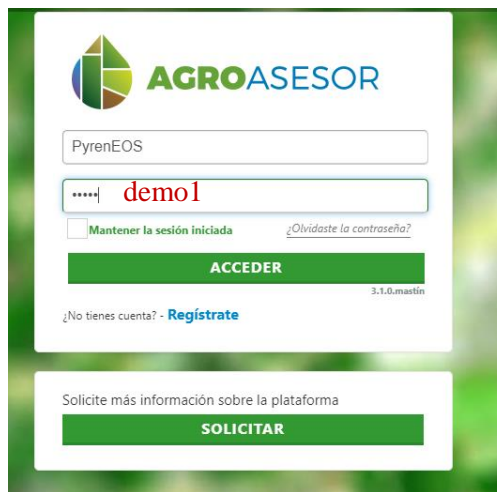 AGROASESOR
PyrenEOS
•••••| demo1
Mantener la sesión iniciada ¿Olvidaste la contraseña?
ACCEDER
3.1.0.mastín
¿No tienes cuenta? - Regístrate
Solicite más información sobre la plataforma
SOLICITAR